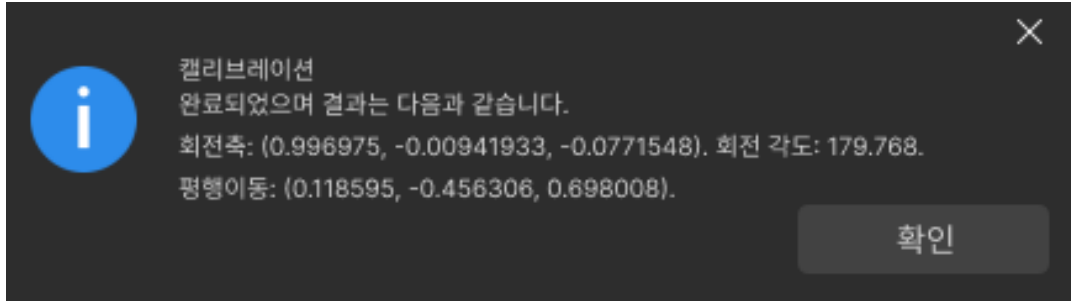 캘리브레이션
완료되었으며 결과는 다음과 같습니다.
회전축: (0.996975, -0.00941933, -0.0771548). 회전 각도: 179.768.
평행이동: (0.118595, -0.456306, 0.698008).
확인